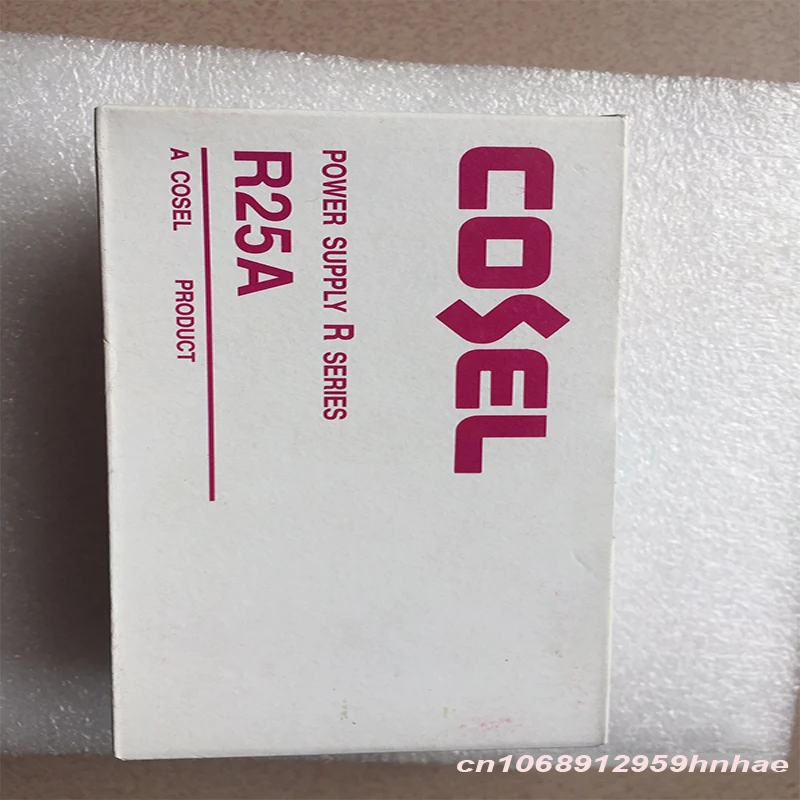 COSEL
POWER SUPPLY R SERIES
R25A
A COSEL PRODUCT
cn1068912959hnhae